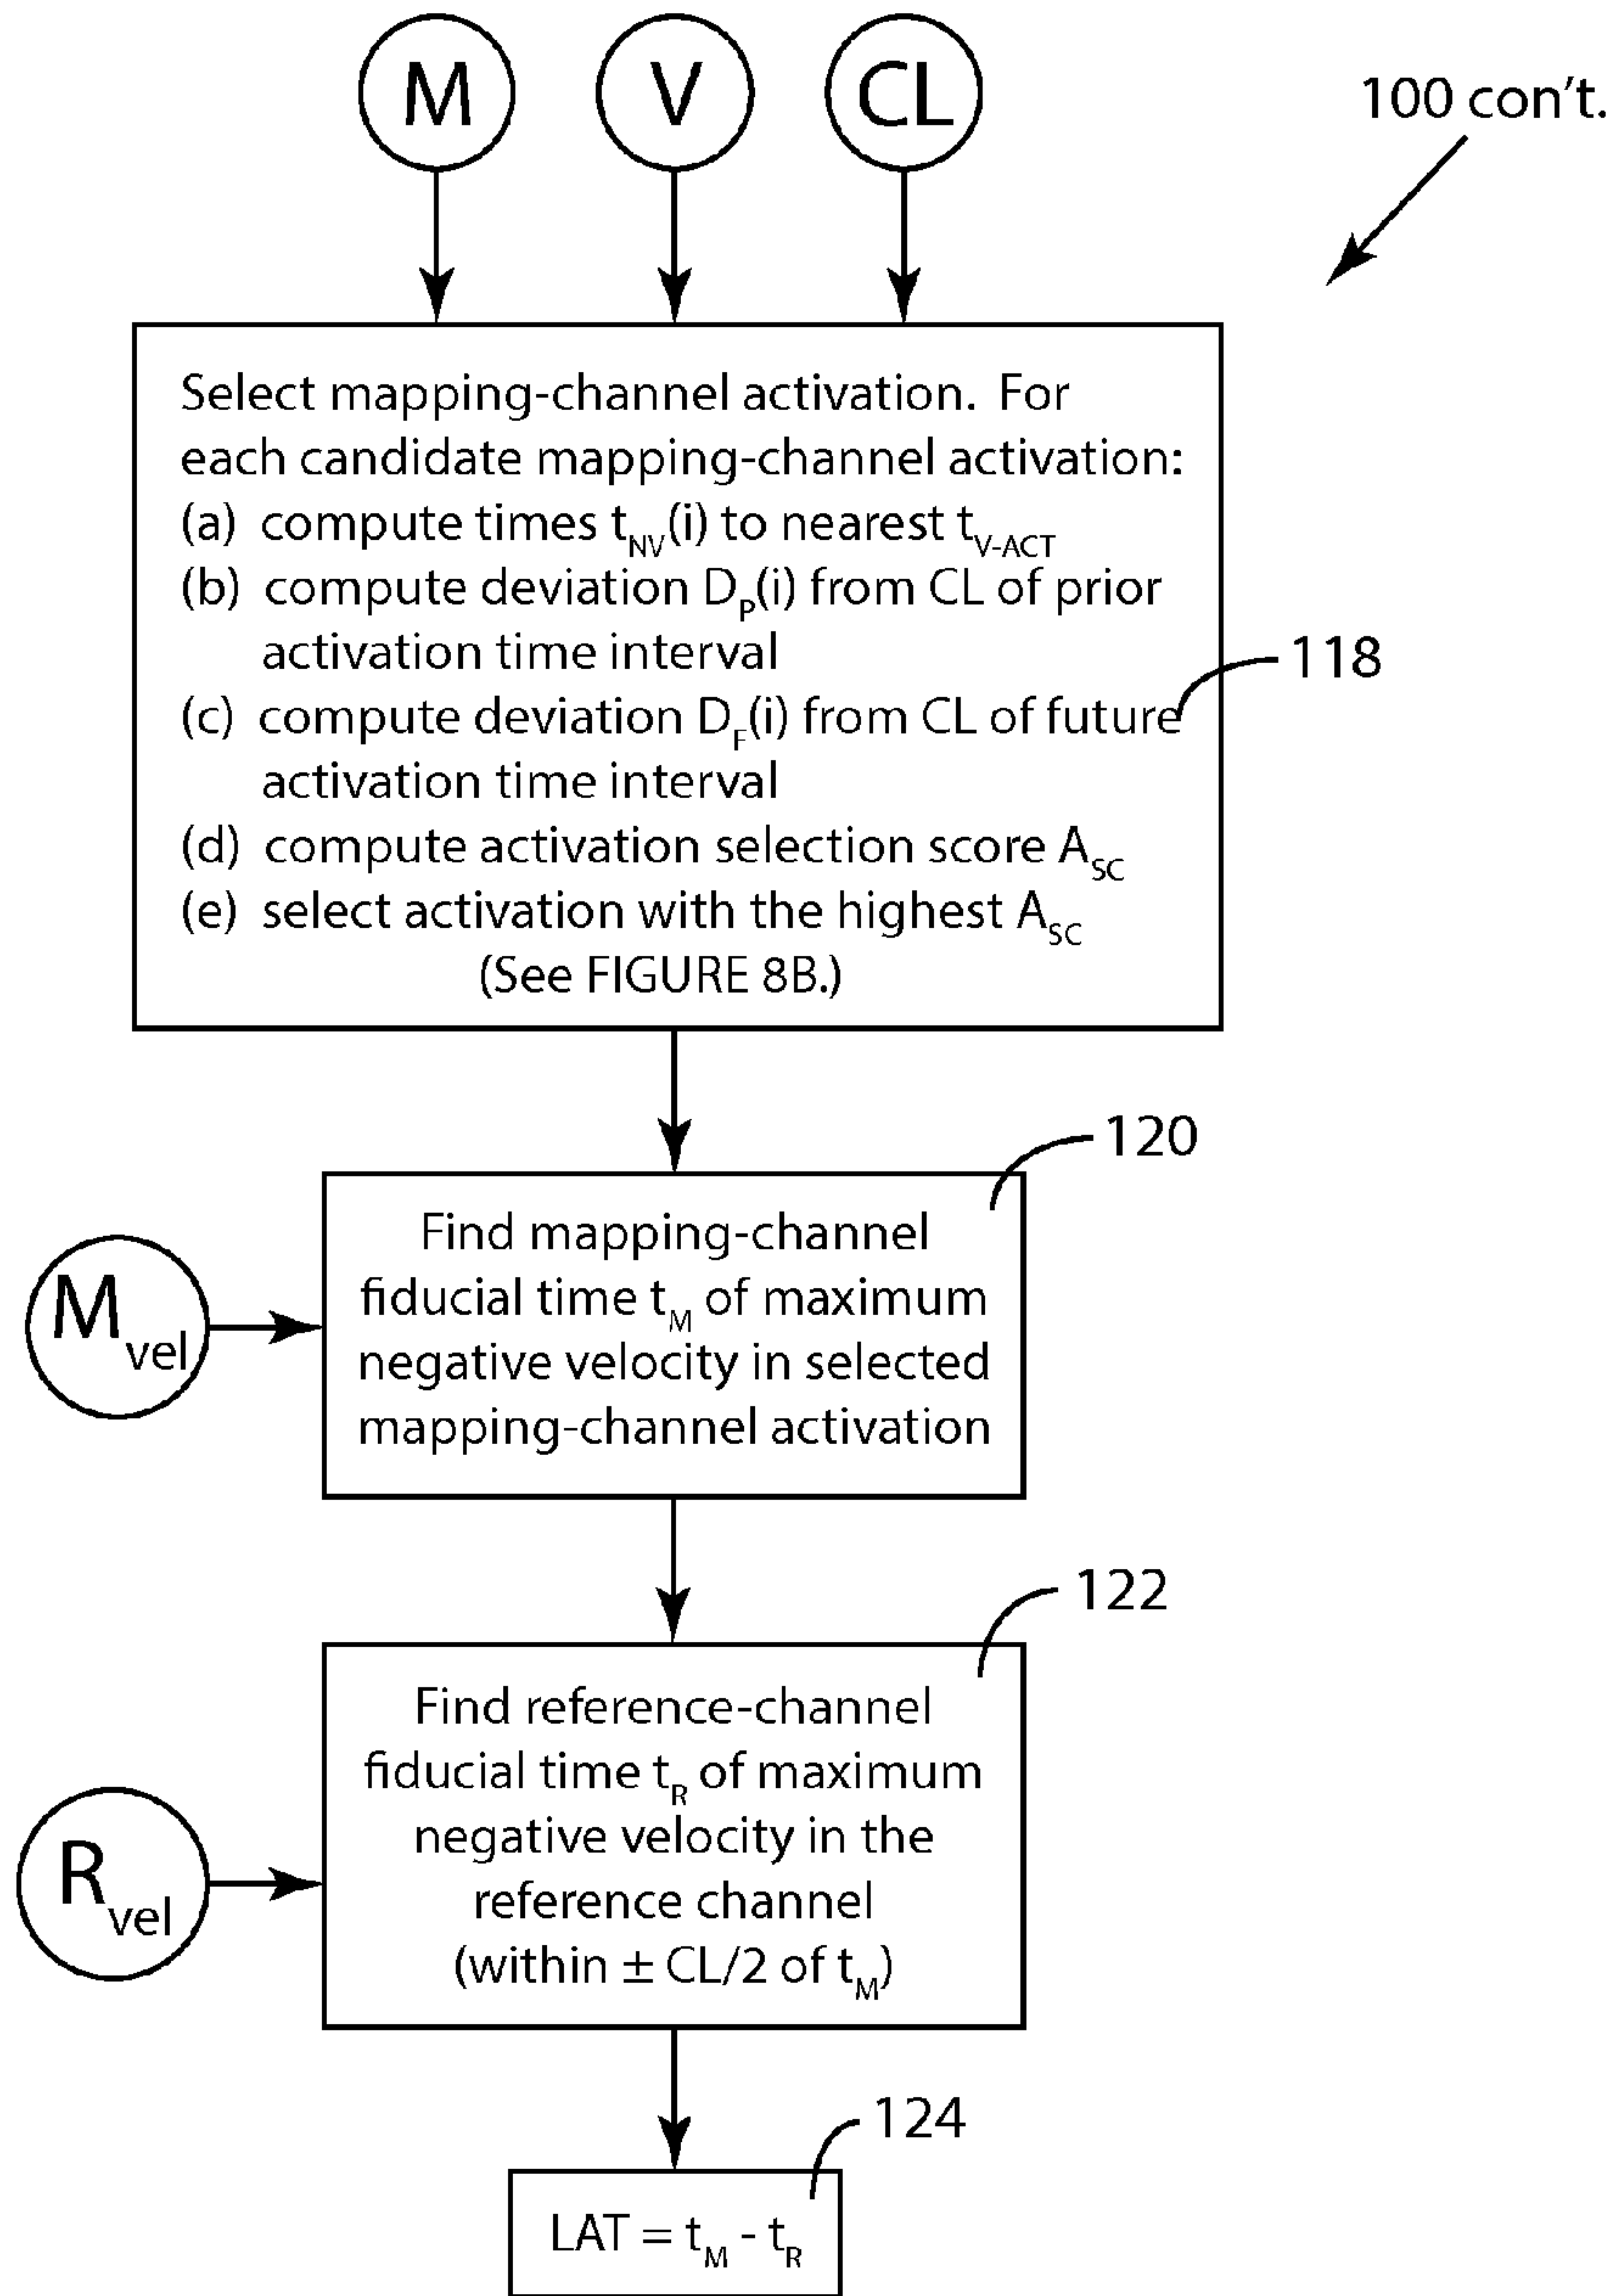 M V CL
100 con't.
Select mapping-channel activation. For
each candidate mapping-channel activation:
(a) compute times t_NV(i) to nearest t_V-ACT
(b) compute deviation D_P(i) from CL of prior
activation time interval
(c) compute deviation D_F(i) from CL of future
activation time interval
(d) compute activation selection score A_SC
(e) select activation with the highest A_SC
(See FIGURE 8B.)
118
120
M_vel
Find mapping-channel
fiducial time t_M of maximum
negative velocity in selected
mapping-channel activation
122
R_vel
Find reference-channel
fiducial time t_R of maximum
negative velocity in the
reference channel
(within ± CL/2 of t_M)
124
LAT = t_M - t_R